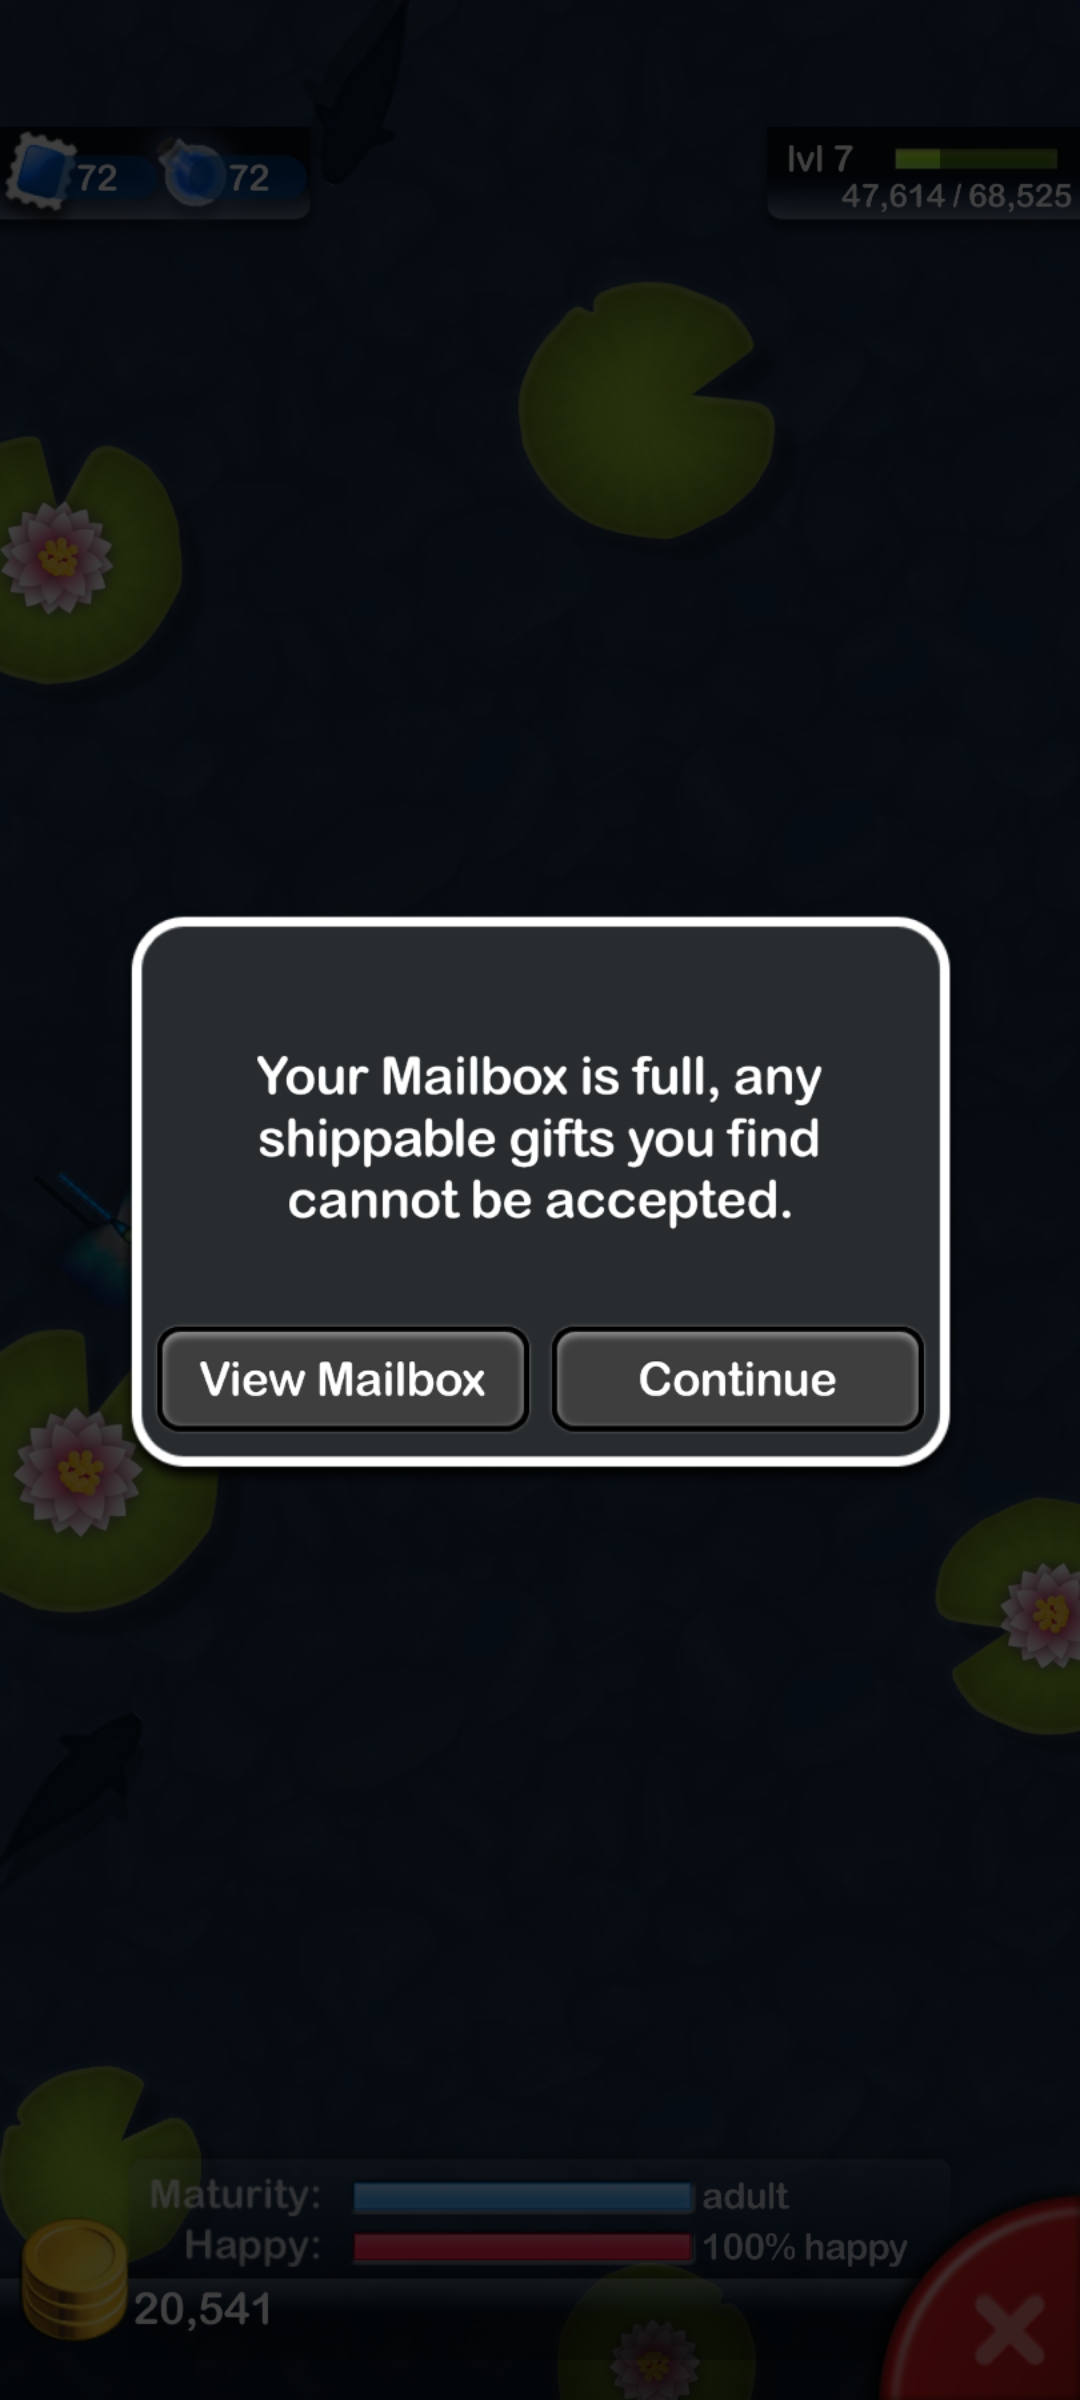 72 72
lvl 7
47,614 / 68,525
Your Mailbox is full, any
shippable gifts you find
cannot be accepted.
View Mailbox Continue
Maturity: adult
Happy: 100% happy
20,541